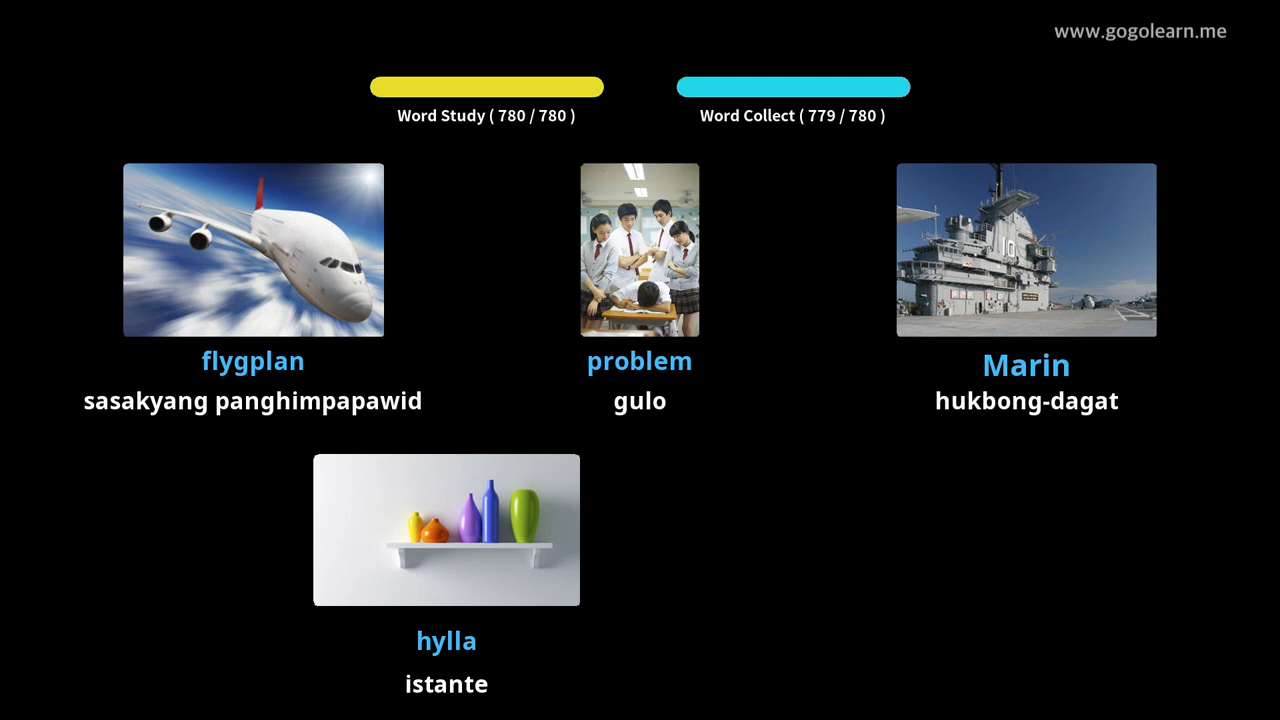 www.gogolearn.me
Word Study ( 780 / 780 )
Word Collect ( 779 / 780 )
16
flygplan
problem
Marin
sasakyang panghimpapawid
gulo
hukbong-dagat
hylla
istante